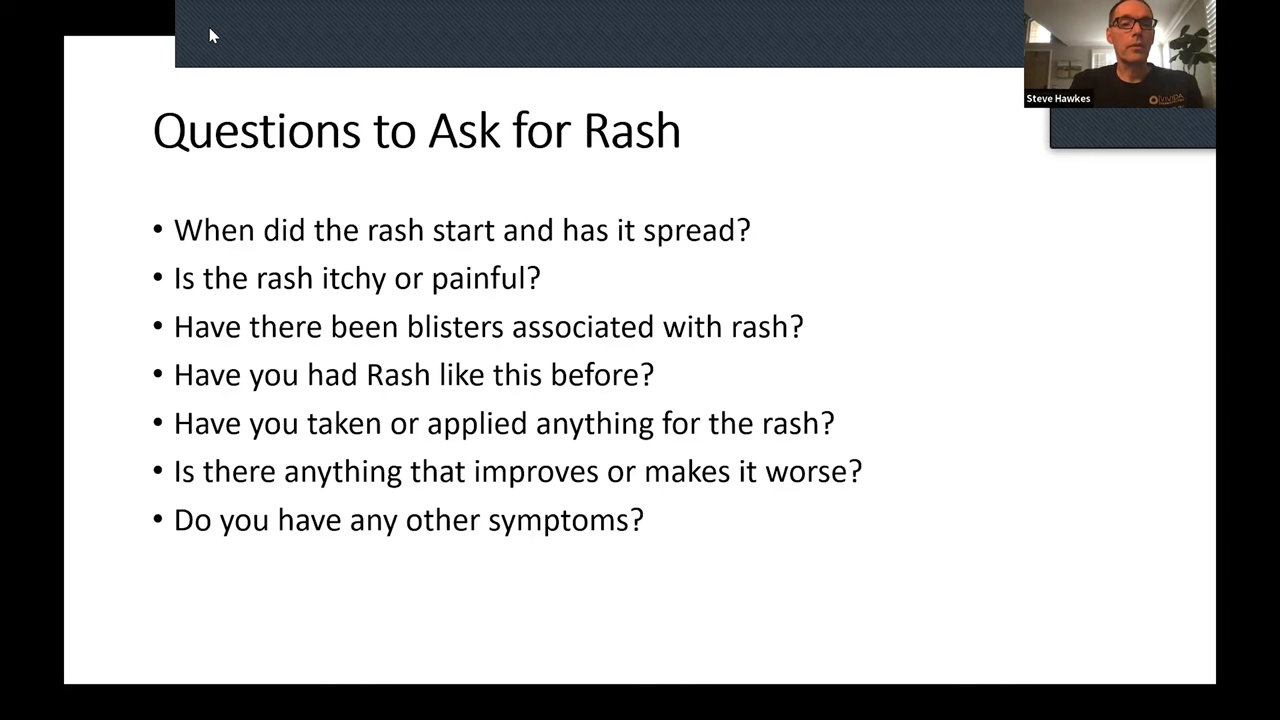 Steve Hawkes
VIVIDA
Questions to Ask for Rash
• When did the rash start and has it spread?
• Is the rash itchy or painful?
• Have there been blisters associated with rash?
• Have you had Rash like this before?
• Have you taken or applied anything for the rash?
• Is there anything that improves or makes it worse?
• Do you have any other symptoms?